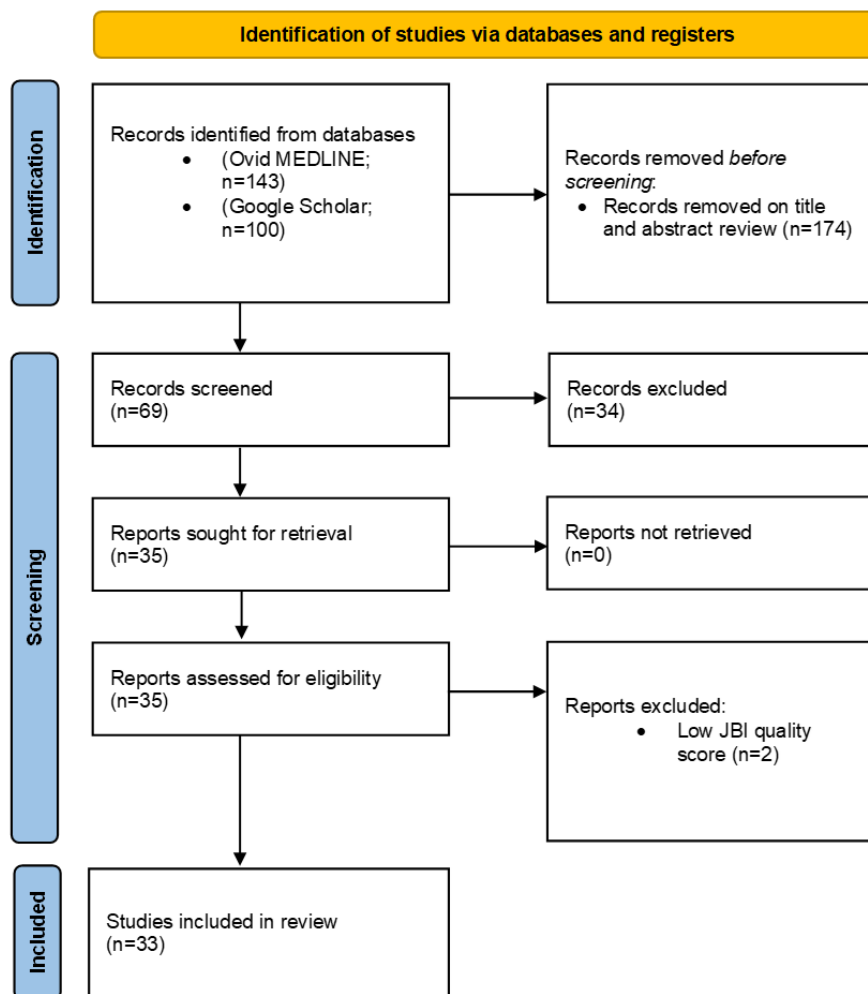 Identification of studies via databases and registers
Identification
Records identified from databases
• (Ovid MEDLINE;
n=143)
• (Google Scholar;
n=100)
Records removed before
screening:
• Records removed on title
and abstract review (n=174)
Screening
Records screened
(n=69)
Records excluded
(n=34)
Reports sought for retrieval
(n=35)
Reports not retrieved
(n=0)
Reports assessed for eligibility
(n=35)
Reports excluded:
• Low JBI quality
score (n=2)
Included
Studies included in review
(n=33)